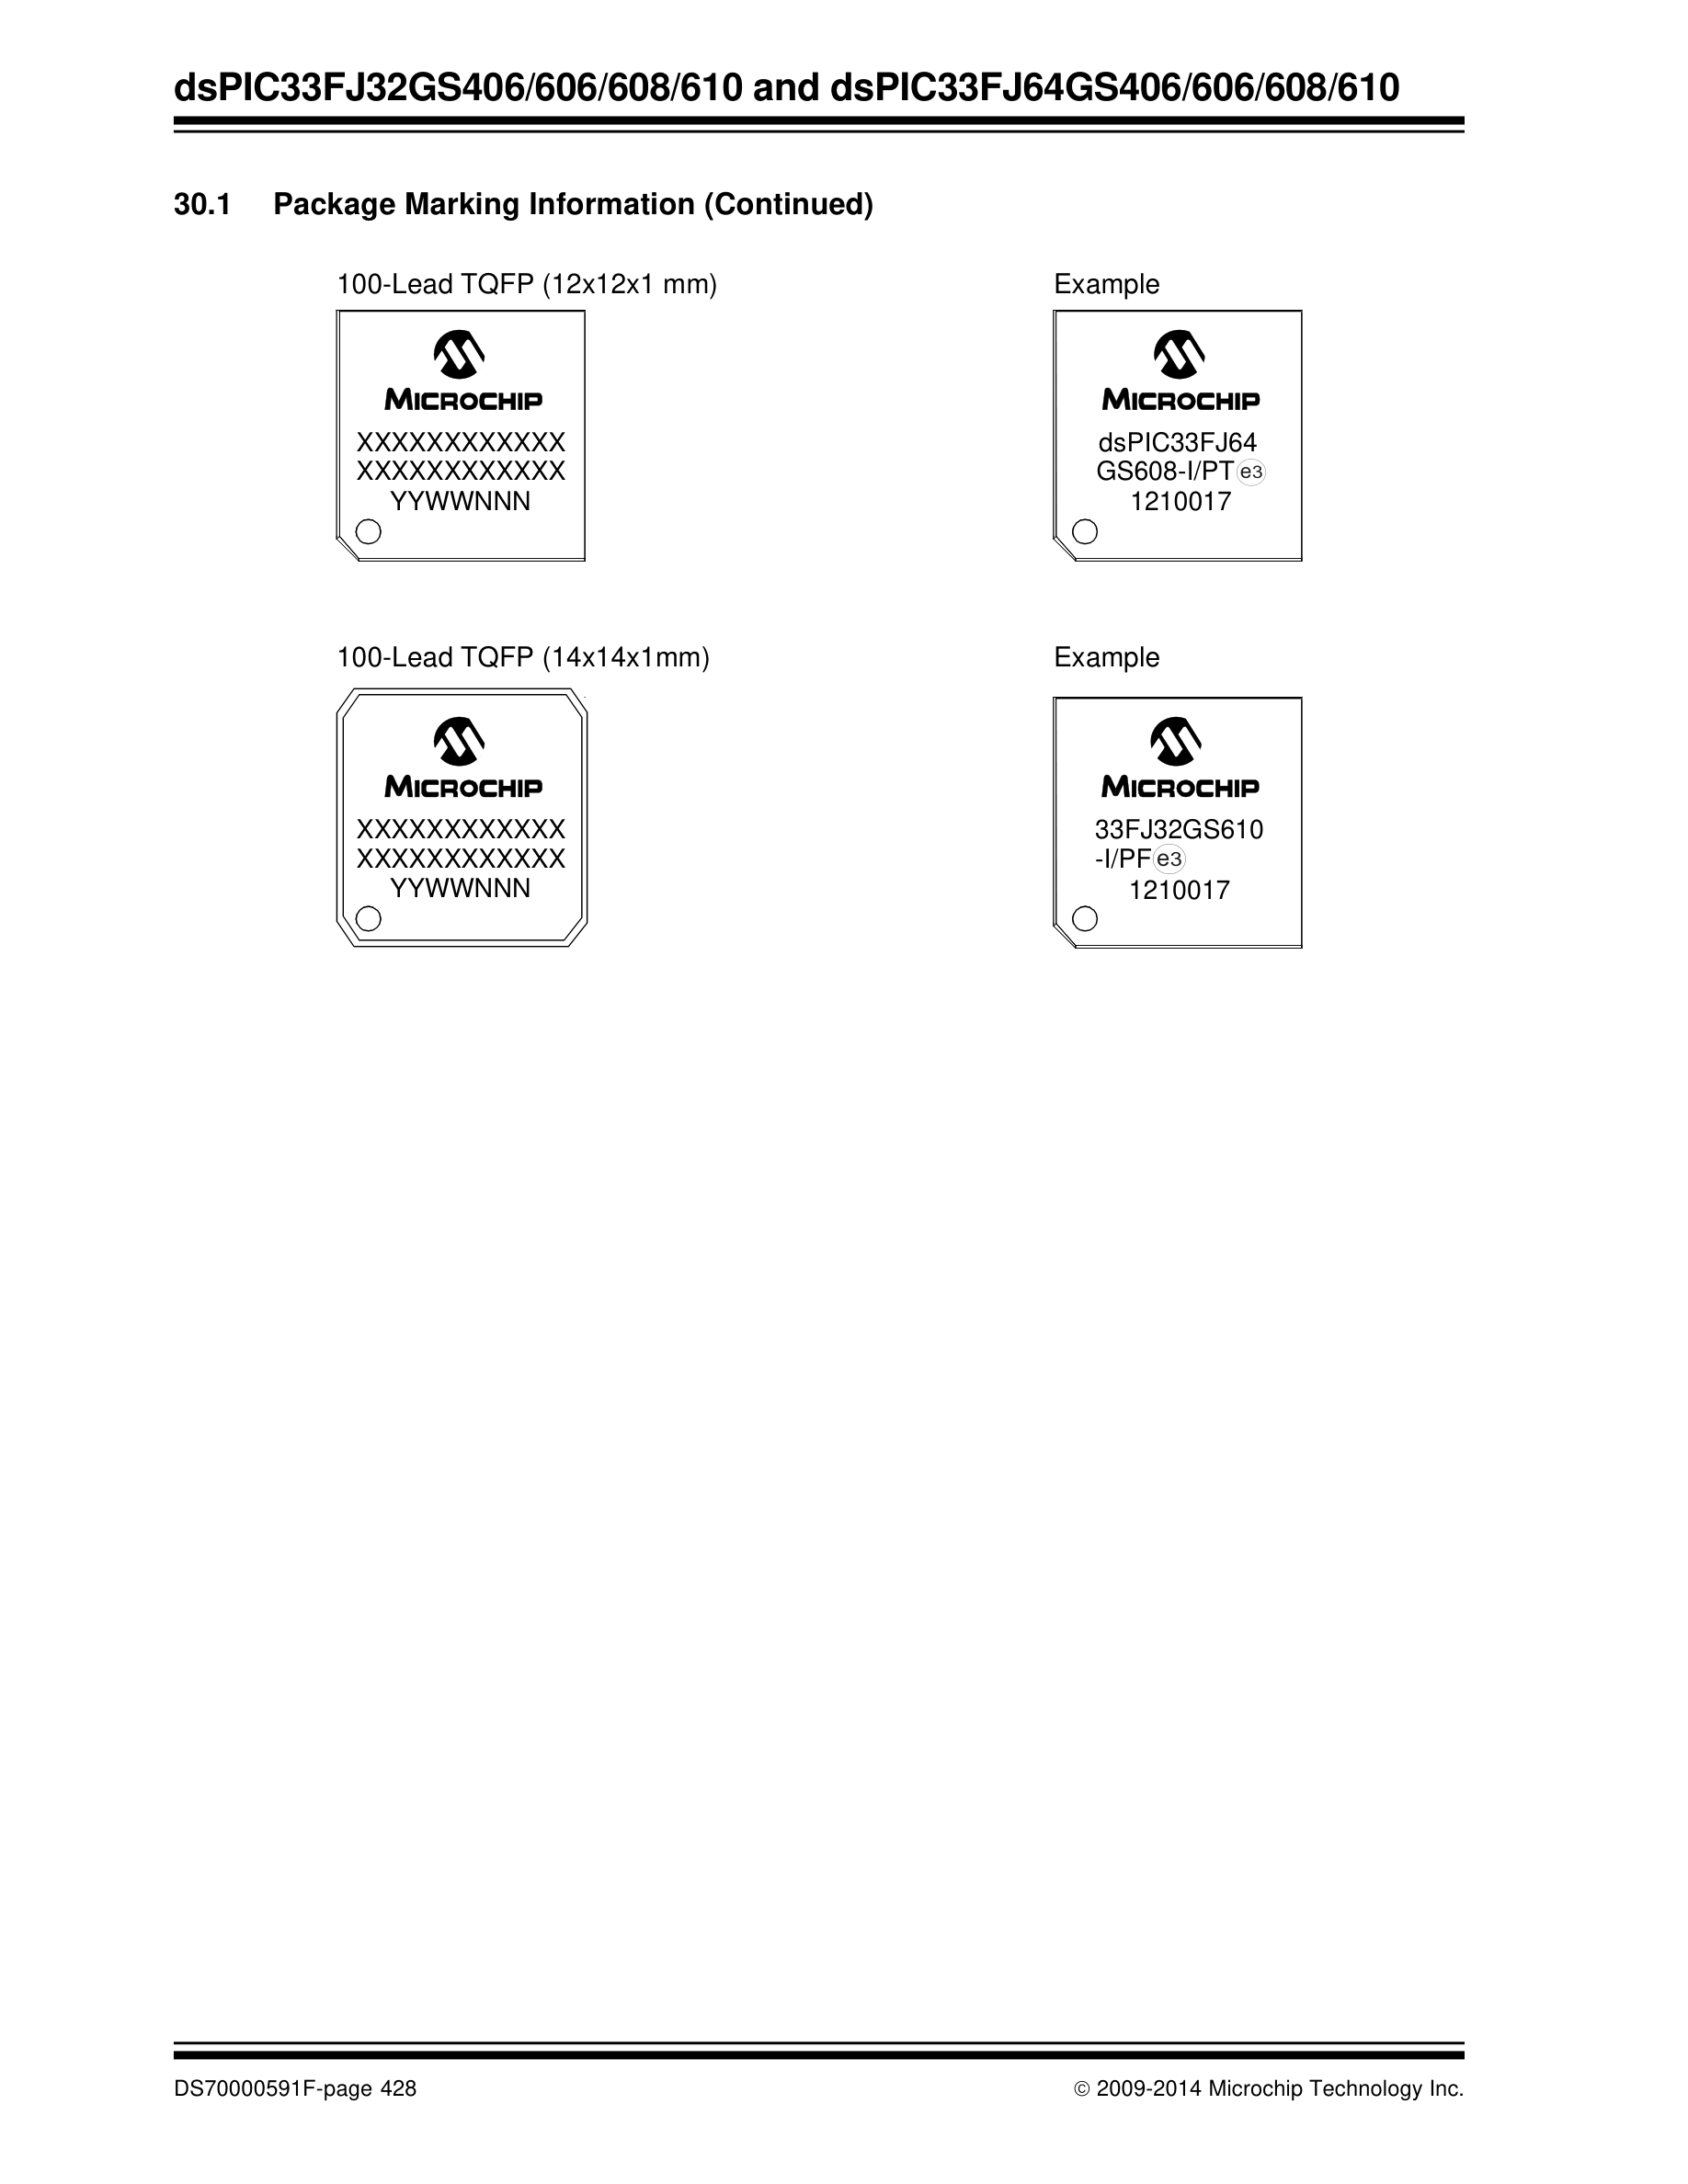 dsPIC33FJ32GS406/606/608/610 and dsPIC33FJ64GS406/606/608/610
30.1 Package Marking Information (Continued)
100-Lead TQFP (12x12x1 mm)
MICROCHIP
XXXXXXXXXXXX
XXXXXXXXXXXX
YYWWNNN
Example
MICROCHIP
dsPIC33FJ64
GS608-I/PT e3
1210017
100-Lead TQFP (14x14x1mm)
MICROCHIP
XXXXXXXXXXXX
XXXXXXXXXXXX
YYWWNNN
Example
MICROCHIP
33FJ32GS610
-I/PF e3
1210017
DS70000591F-page 428
© 2009-2014 Microchip Technology Inc.